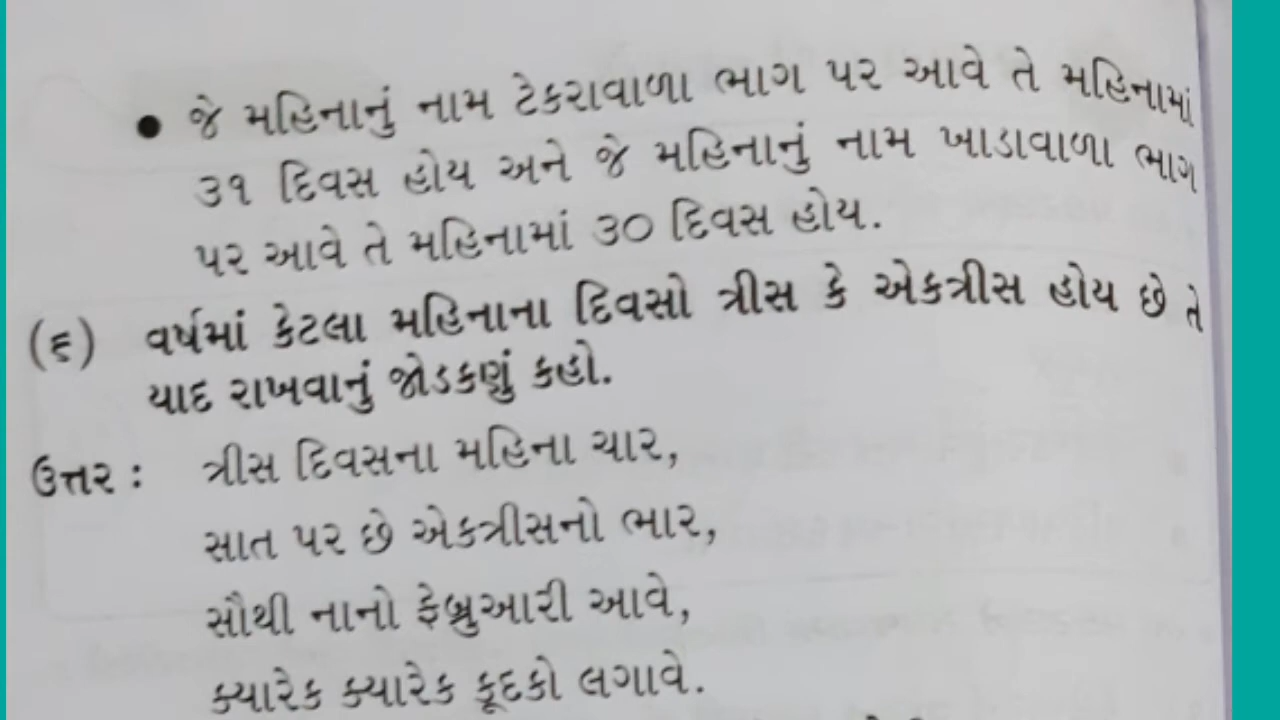 ● જે મહિનાનું નામ ટેકરાવાળા ભાગ પર આવે તે મહિનામાં
૩૧ દિવસ હોય અને જે મહિનાનું નામ ખાડાવાળા ભાગ
પર આવે તે મહિનામાં ૩૦ દિવસ હોય.
(૬) વર્ષમાં કેટલા મહિનાના દિવસો ત્રીસ કે એકત્રીસ હોય છે તે
યાદ રાખવાનું જોડકણું કહો.
ઉત્તર : ત્રીસ દિવસના મહિના ચાર,
સાત પર છે એકત્રીસનો ભાર,
સૌથી નાનો ફેબ્રુઆરી આવે,
ક્યારેક ક્યારેક કૂદકો લગાવે.